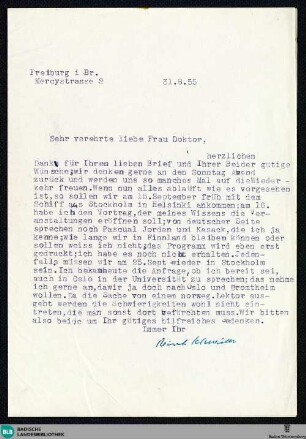 Freiburg i Br.
Mercystrasse 2 31.8.55
Sehr verehrte liebe Frau Doktor,
herzlichen
Dank für Ihren lieben Brief und Ihrer Beider gütige
Wünsche, wir denken gerne an den Sonntag Abend
zurück und werden uns so manches Mal auf die Wieder-
kehr freuen. Wenn nun alles abläuft wie es vorgesehen
ist, so sollen wir am 15. September früh mit dem
Schiff aus Stockholm in Helsinki ankommen; am 18.
habe ich den Vortrag, der meines Wissens die Ver-
anstaltungen eröffnen soll; von deutscher Seite
sprechen noch Pascual Jordan und Kasack, die ich ja
kenne; wie lange wir in Finnland bleiben können oder
sollen weiss ich nicht, das Programm wird eben erst
gedruckt; ich habe es noch nicht erhalten. Jeden-
falls müssen wir am 25. Sept wieder in Stockholm
sein. Ich bekam heute die Anfrage, ob ich bereit sei,
auch in Oslo in der Universität zu sprechen; das nehme
ich gerne an, da wir ja doch nach Oslo und Drontheim
wollen. Da die Sache von einem norweg. Lektor aus-
geht werden die Schwierigkeiten wohl nicht ein-
treten, die man sonst dort befürchten muss. Wir bitten
also beide um Ihr gütiges hilfreiches Gedenken.
Immer Ihr
BLB BADISCHE
LANDESBIBLIOTHEK
Baden-Württemberg